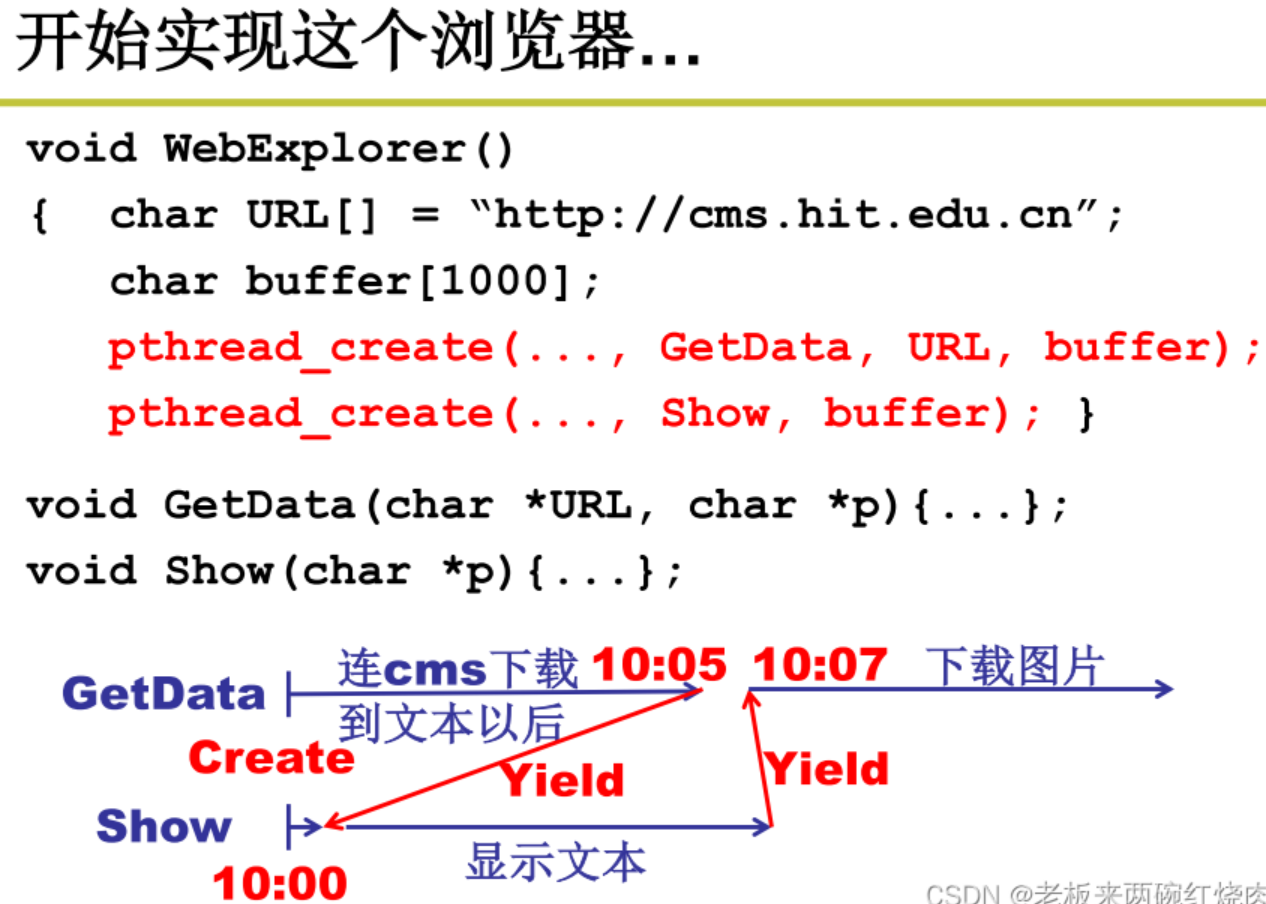 开始实现这个浏览器…
void WebExplorer()
{  char URL[] = “http://cms.hit.edu.cn”;
char buffer[1000];
pthread_create(..., GetData, URL, buffer);
pthread_create(..., Show, buffer); }
void GetData(char *URL, char *p){...};
void Show(char *p){...};
连cms下载 10:05 10:07 下载图片
GetData
到文本以后
Create
Yield Yield
Show
显示文本
10:00
CSDN @老板来两碗红烧肉